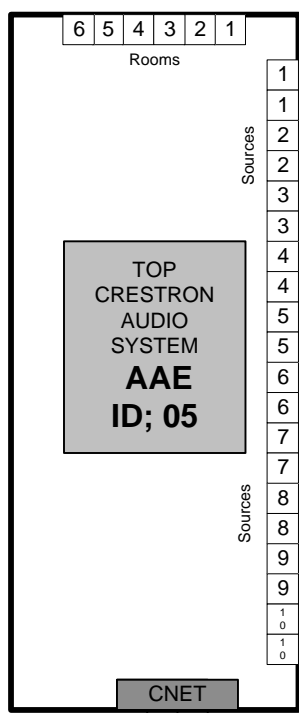 6 5 4 3 2 1
Rooms
1
1
2
2
3
3
4
4
5
5
6
6
7
7
8
8
9
9
10
10
Sources
Sources
TOP
CRESTRON
AUDIO
SYSTEM
AAE
ID; 05
CNET